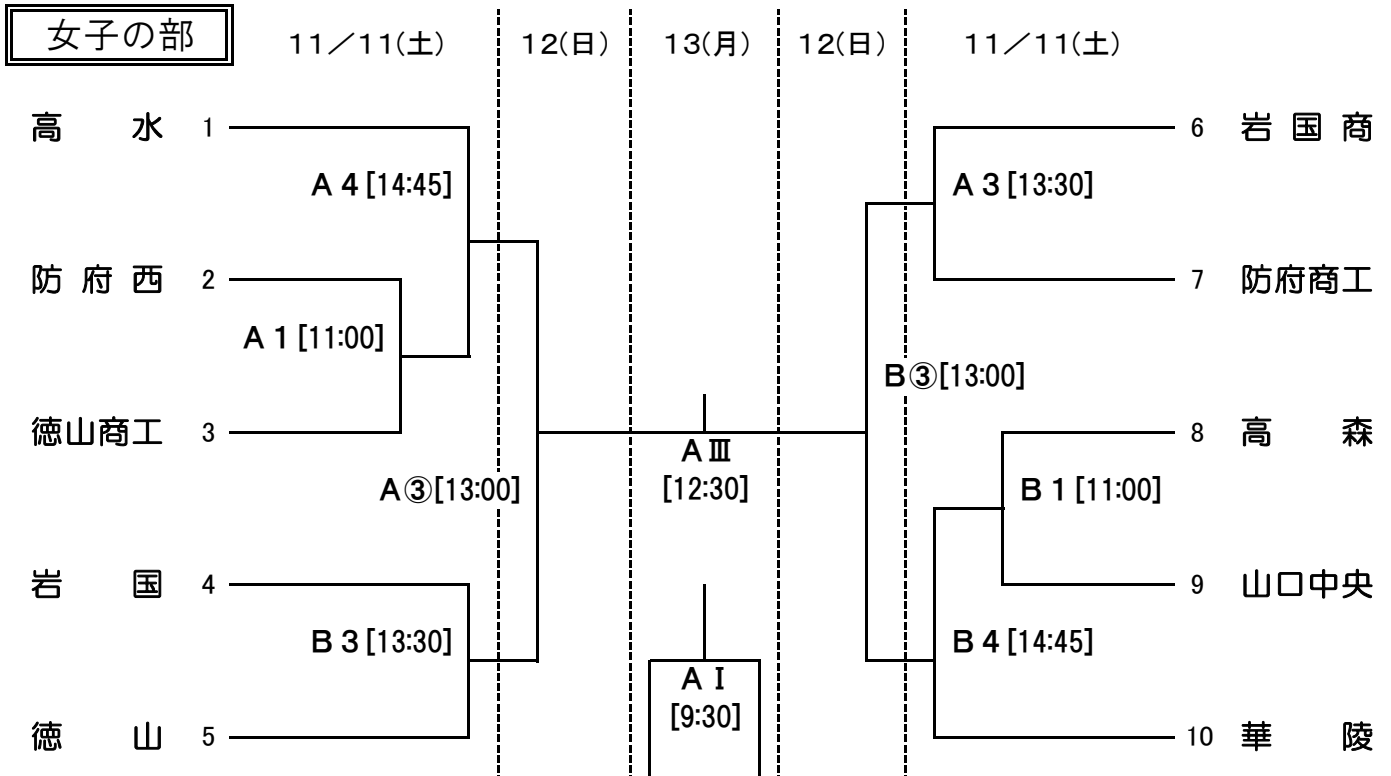 女子の部 11／11(土) 12(日) 13(月) 12(日) 11／11(土)
高水 1 6 岩国商
A4[14:45] A3[13:30]
防府西 2 7 防府商工
A1[11:00]
B③[13:00]
徳山商工 3 8 高森
AⅢ
A③[13:00] [12:30] B1[11:00]
岩国 4 9 山口中央
B3[13:30] B4[14:45]
AⅠ
[9:30]
徳山 5 10 華陵